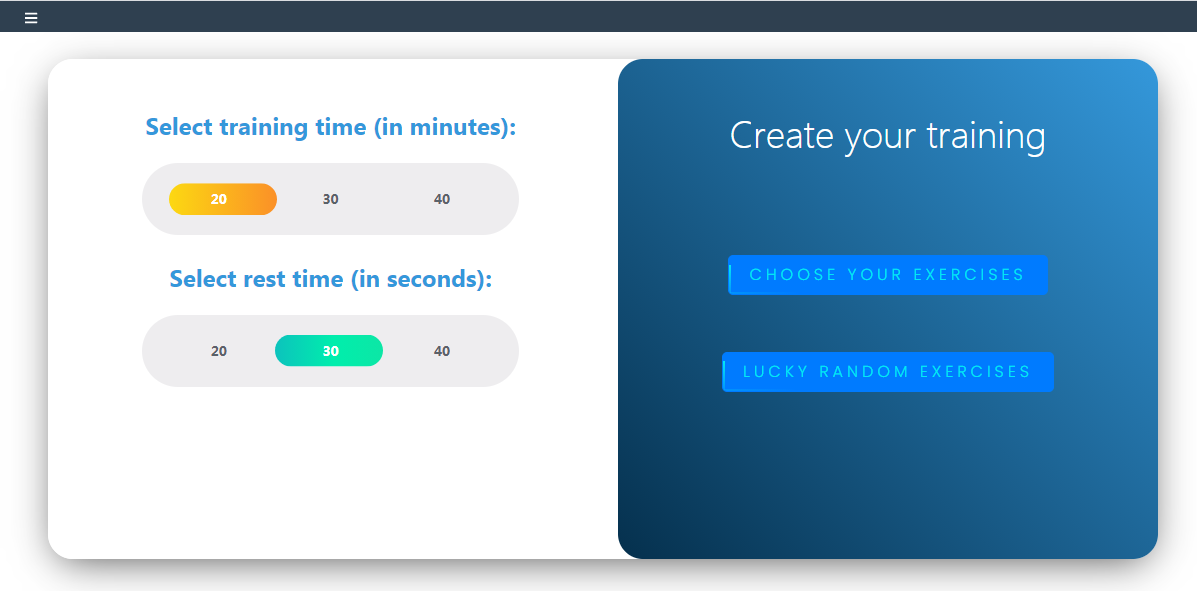 Select training time (in minutes):
20 30 40
Select rest time (in seconds):
20 30 40
Create your training
CHOOSE YOUR EXERCISES
LUCKY RANDOM EXERCISES